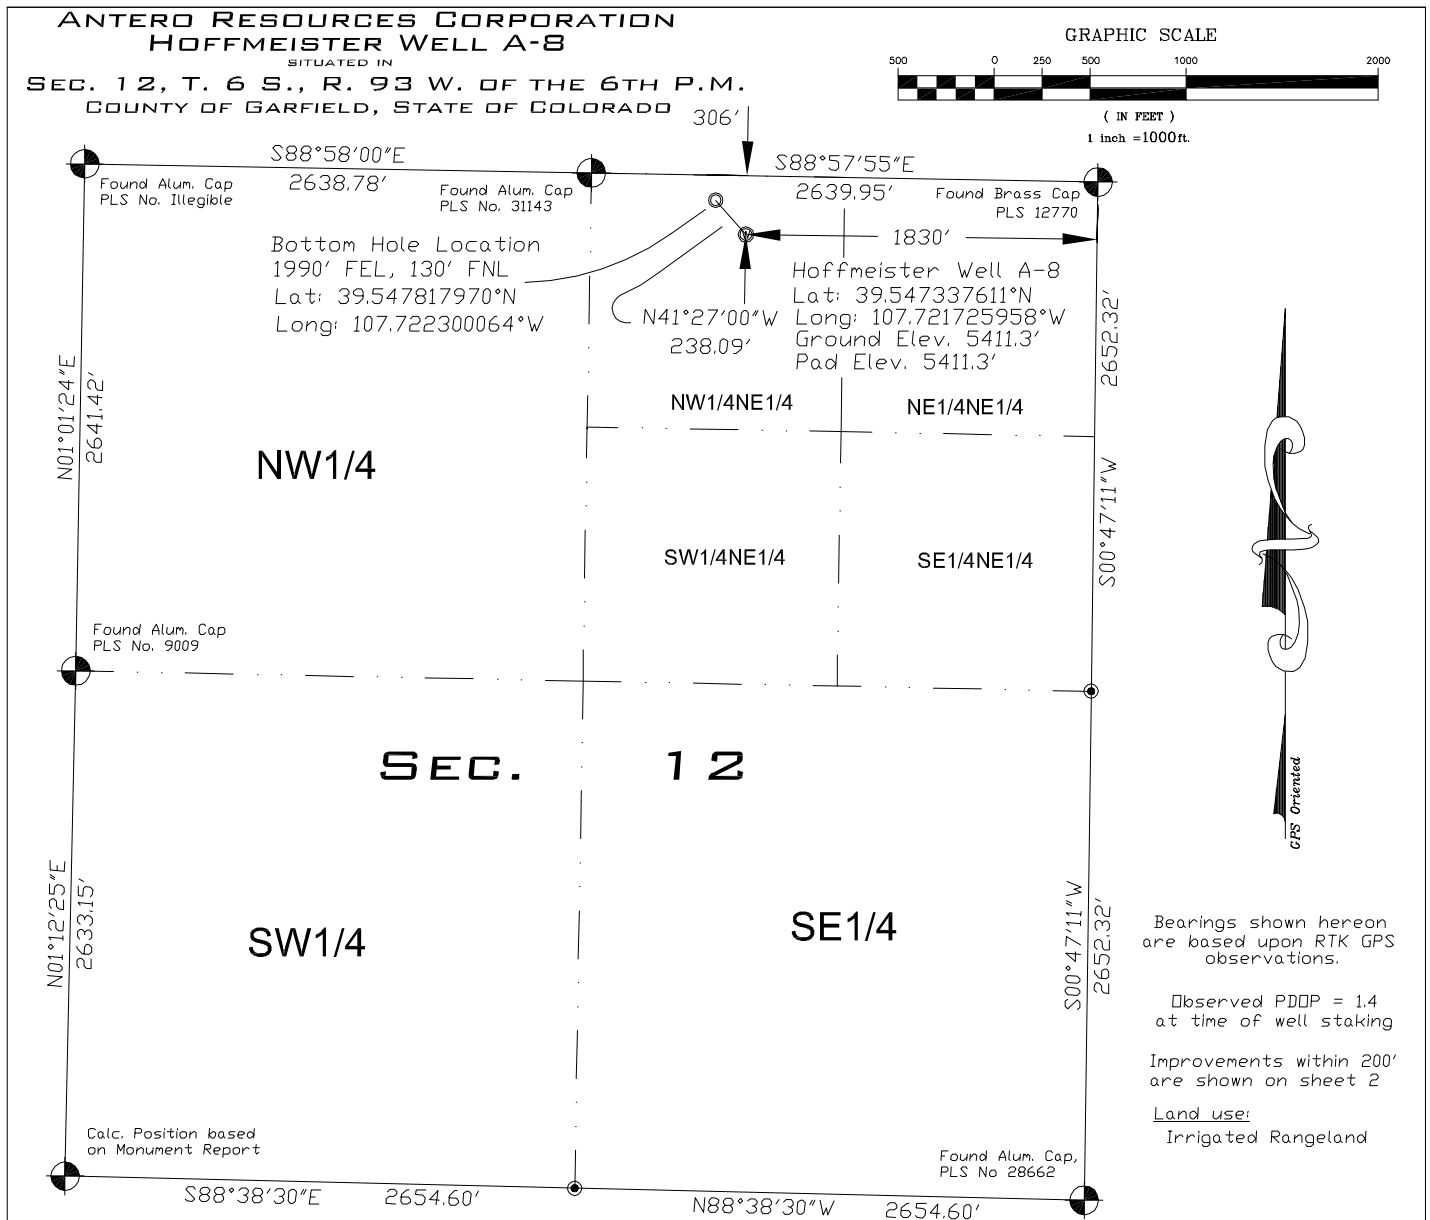 ANTERO RESOURCES CORPORATION
HOFFMEISTER WELL A-8
SITUATED IN
SEC. 12, T. 6 S., R. 93 W. OF THE 6TH P.M.
COUNTY OF GARFIELD, STATE OF COLORADO
GRAPHIC SCALE
500 0 250 500 1000 2000
( IN FEET )
1 inch =1000ft.
306'
S88°58'00"E
2638.78'
S88°57'55"E
2639.95'
Found Alum. Cap
PLS No. Illegible
Found Alum. Cap
PLS No. 31143
Found Brass Cap
PLS 12770
1830'
Bottom Hole Location
1990' FEL, 130' FNL
Lat: 39.547817970°N
Long: 107.722300064°W
N41°27'00"W
238.09'
Hoffmeister Well A-8
Lat: 39.547337611°N
Long: 107.721725958°W
Ground Elev. 5411.3'
Pad Elev. 5411.3'
N01°01'24"E
2641.42'
2652.32'
S00°47'11"W
NW1/4NE1/4
NE1/4NE1/4
NW1/4
SW1/4NE1/4
SE1/4NE1/4
Found Alum. Cap
PLS No. 9009
SEC. 12
GPS Oriented
N01°12'25"E
2633.15'
SW1/4
SE1/4
S00°47'11"W
2652.32'
Bearings shown hereon
are based upon RTK GPS
observations.
Observed PDOP = 1.4
at time of well staking
Improvements within 200'
are shown on sheet 2
Land use:
Irrigated Rangeland
Calc. Position based
on Monument Report
Found Alum. Cap,
PLS No 28662
S88°38'30"E 2654.60'
N88°38'30"W 2654.60'